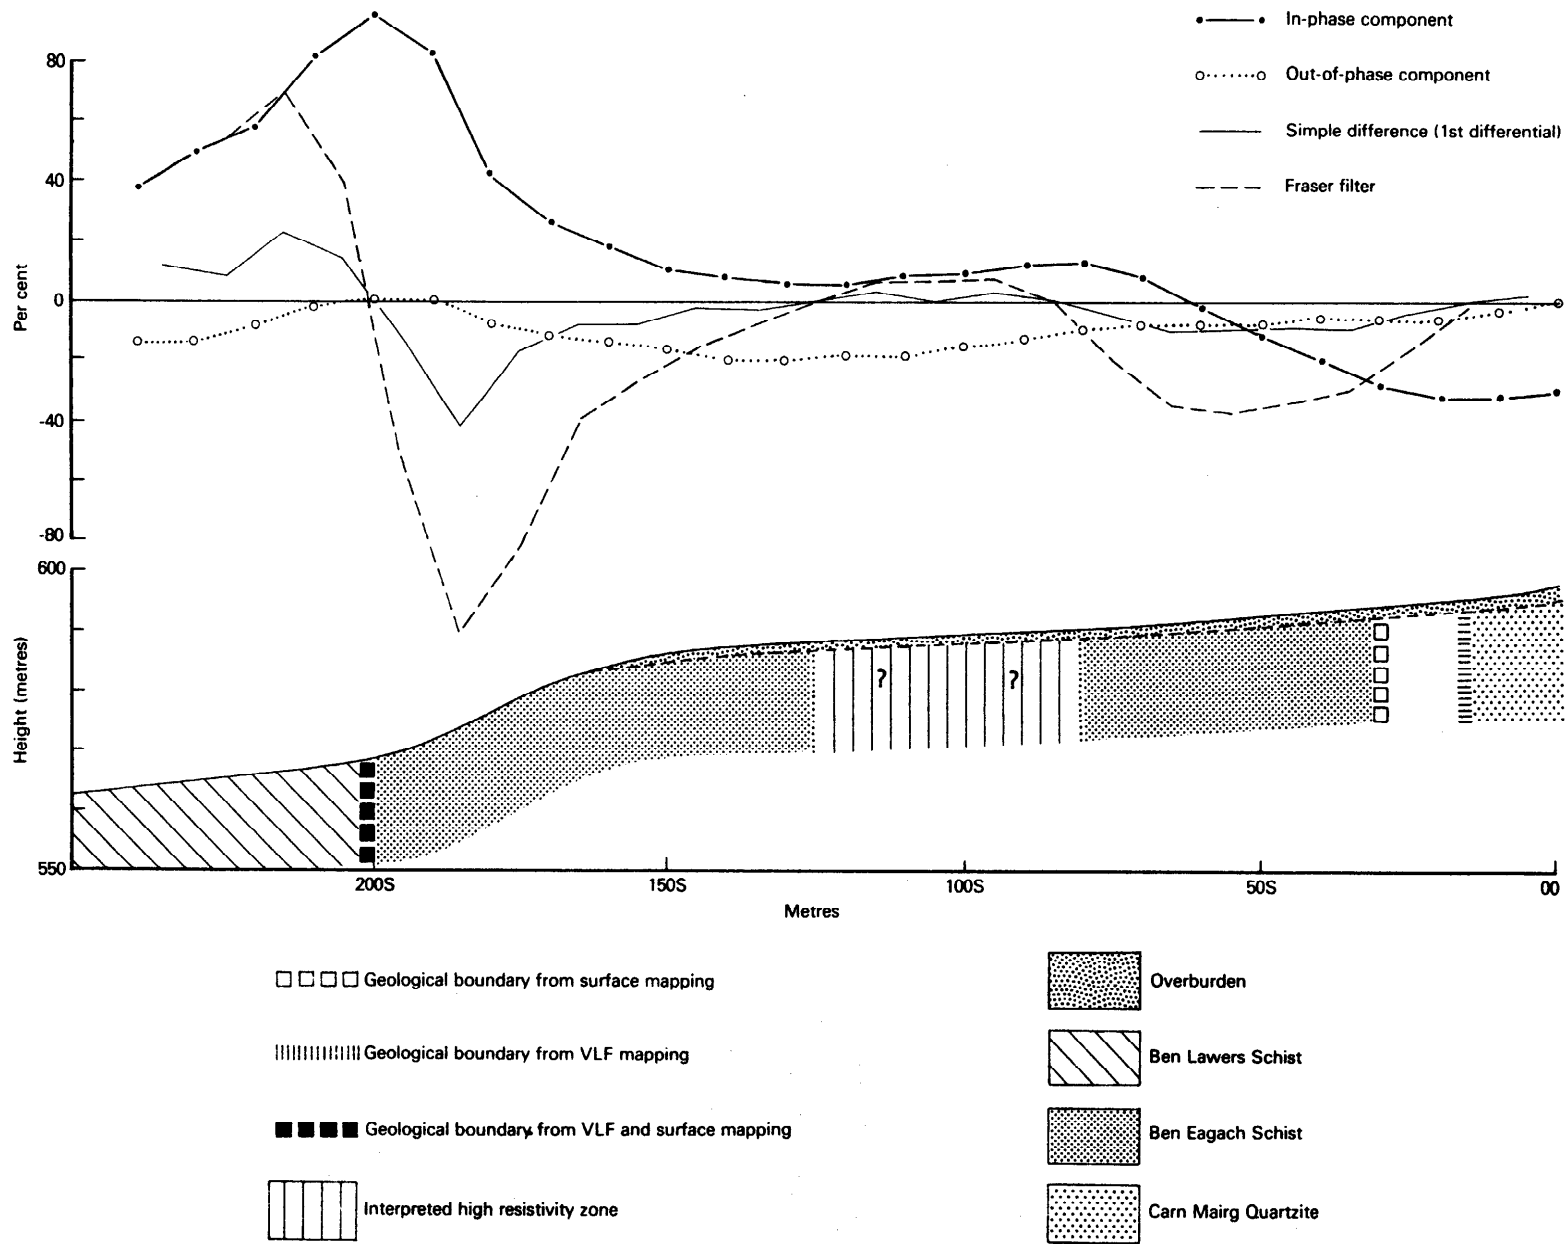 In-phase component
Out-of-phase component
Simple difference (1st differential)
Fraser filter
80
40
0
-40
-80
Per cent
600
550
Height (metres)
?
?
200S
150S
100S
50S
00
Metres
Geological boundary from surface mapping
Geological boundary from VLF mapping
Geological boundary from VLF and surface mapping
Interpreted high resistivity zone
Overburden
Ben Lawers Schist
Ben Eagach Schist
Carn Mairg Quartzite